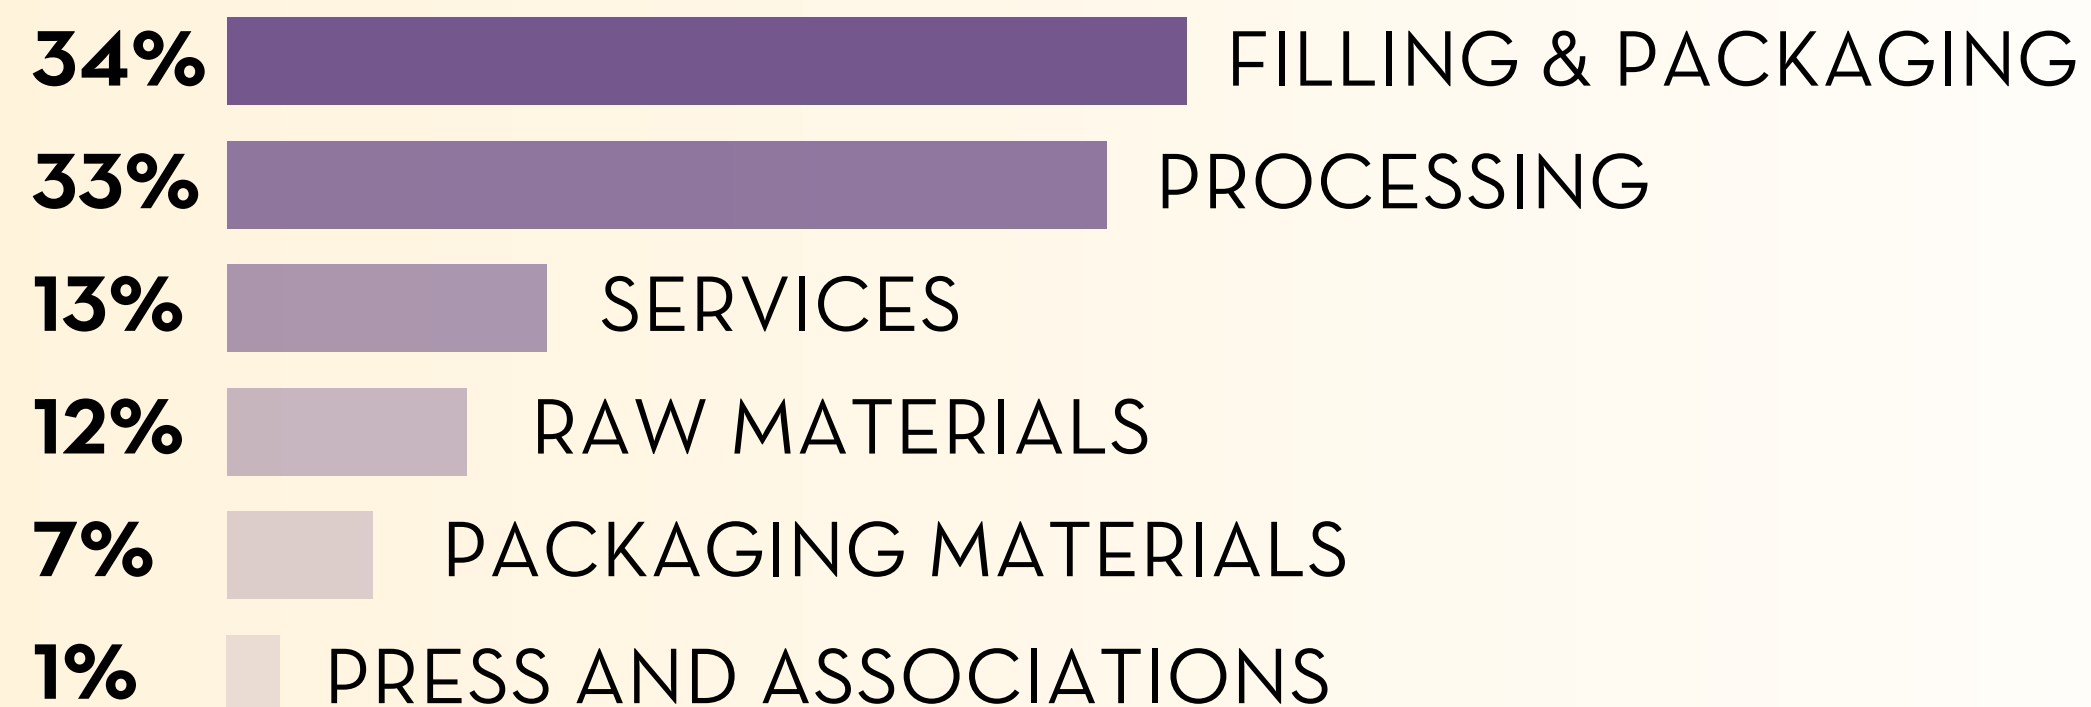 34% FILLING & PACKAGING
33% PROCESSING
13% SERVICES
12% RAW MATERIALS
7% PACKAGING MATERIALS
1% PRESS AND ASSOCIATIONS